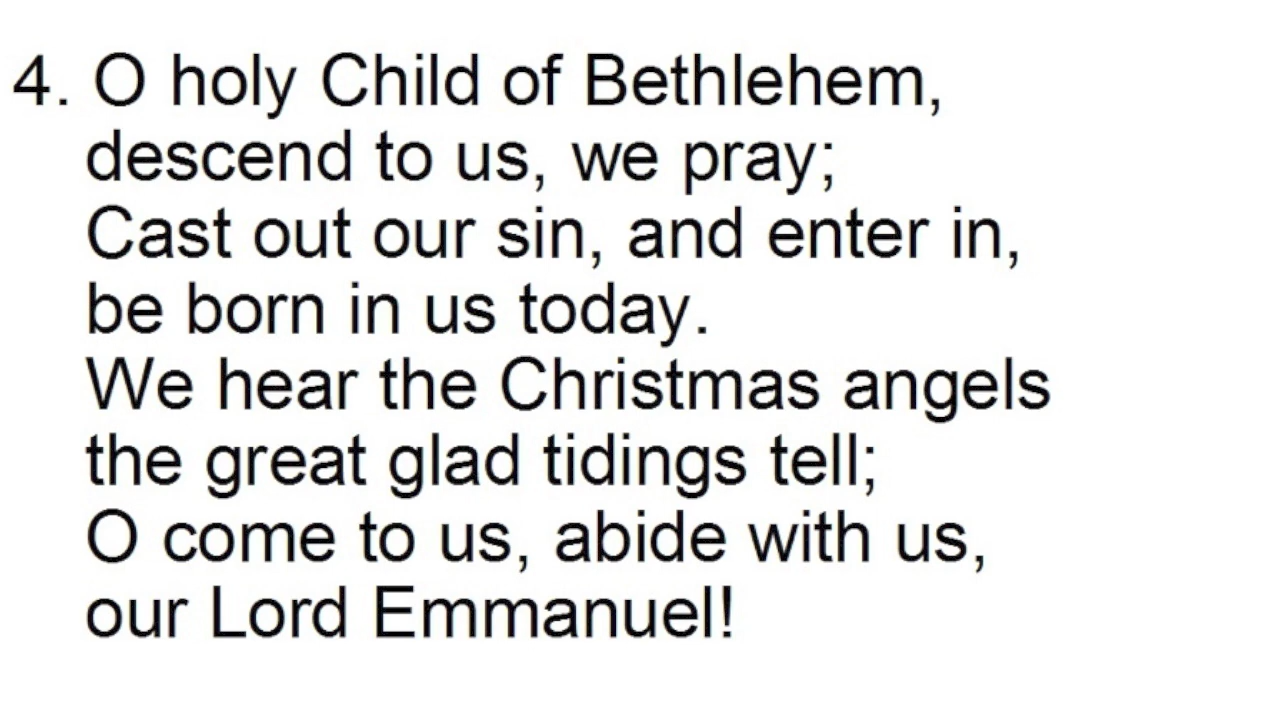 4. O holy Child of Bethlehem,
descend to us, we pray;
Cast out our sin, and enter in,
be born in us today.
We hear the Christmas angels
the great glad tidings tell;
O come to us, abide with us,
our Lord Emmanuel!